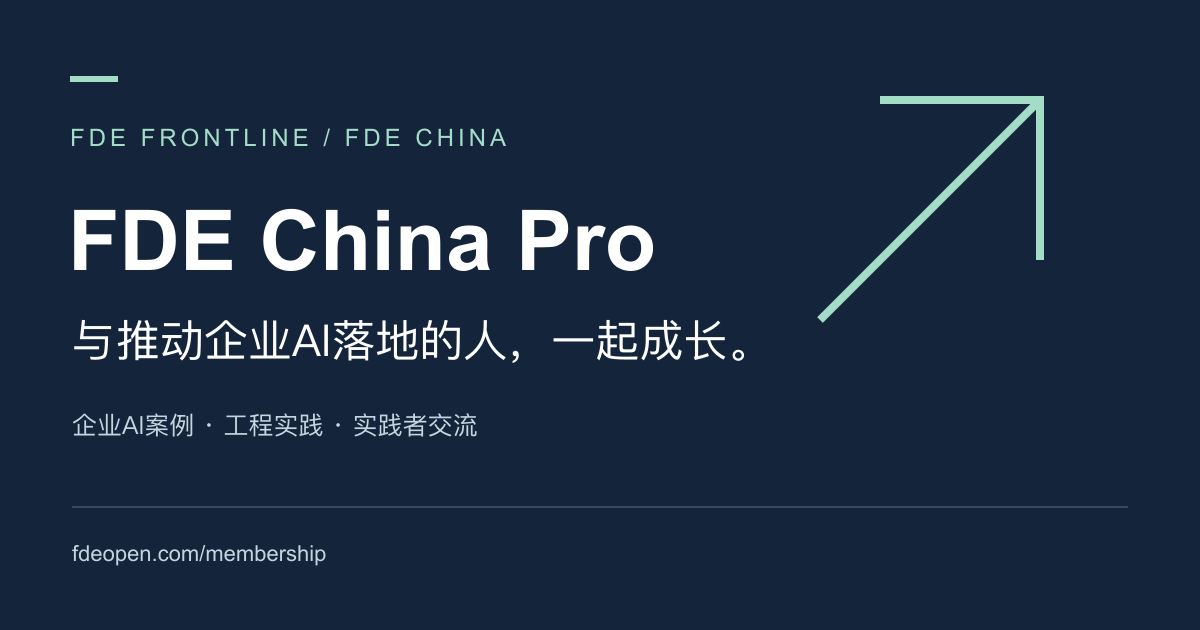 FDE FRONTLINE / FDE CHINA
FDE China Pro
与推动企业AI落地的人，一起成长。
企业AI案例 · 工程实践 · 实践者交流
fdeopen.com/membership